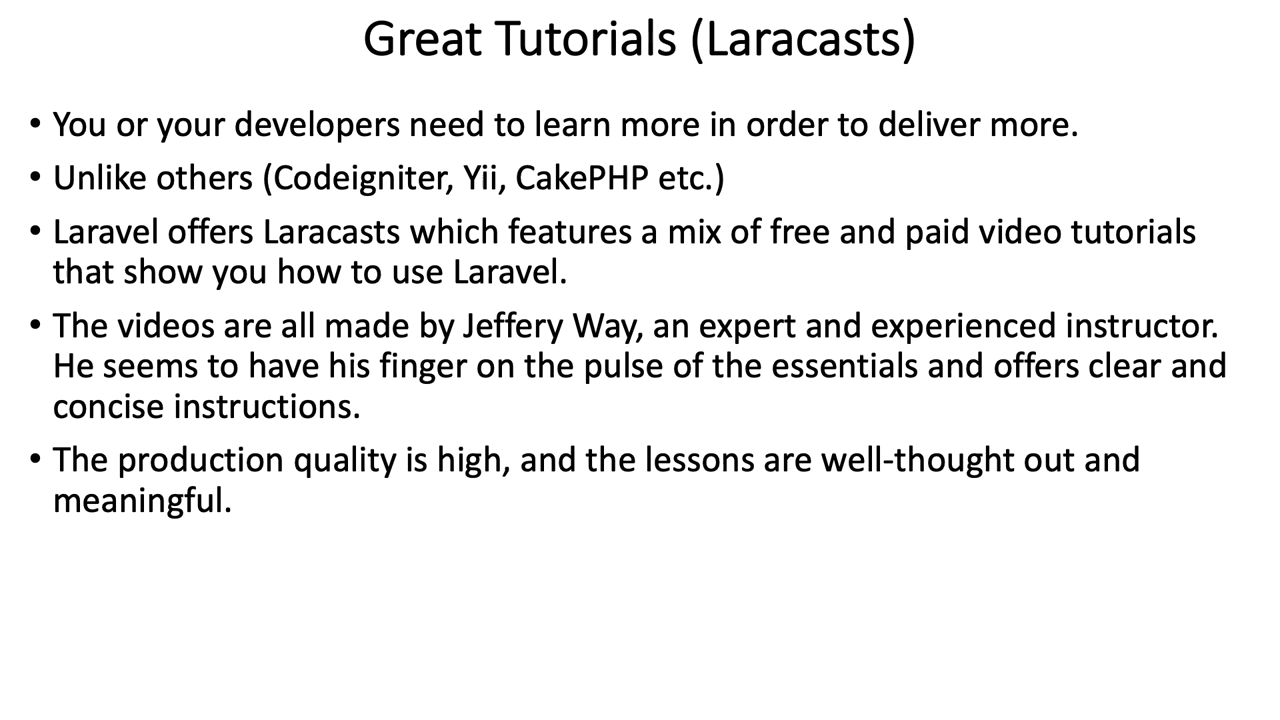 Great Tutorials (Laracasts)
• You or your developers need to learn more in order to deliver more.
• Unlike others (Codeigniter, Yii, CakePHP etc.)
• Laravel offers Laracasts which features a mix of free and paid video tutorials
that show you how to use Laravel.
• The videos are all made by Jeffery Way, an expert and experienced instructor.
He seems to have his finger on the pulse of the essentials and offers clear and
concise instructions.
• The production quality is high, and the lessons are well-thought out and
meaningful.